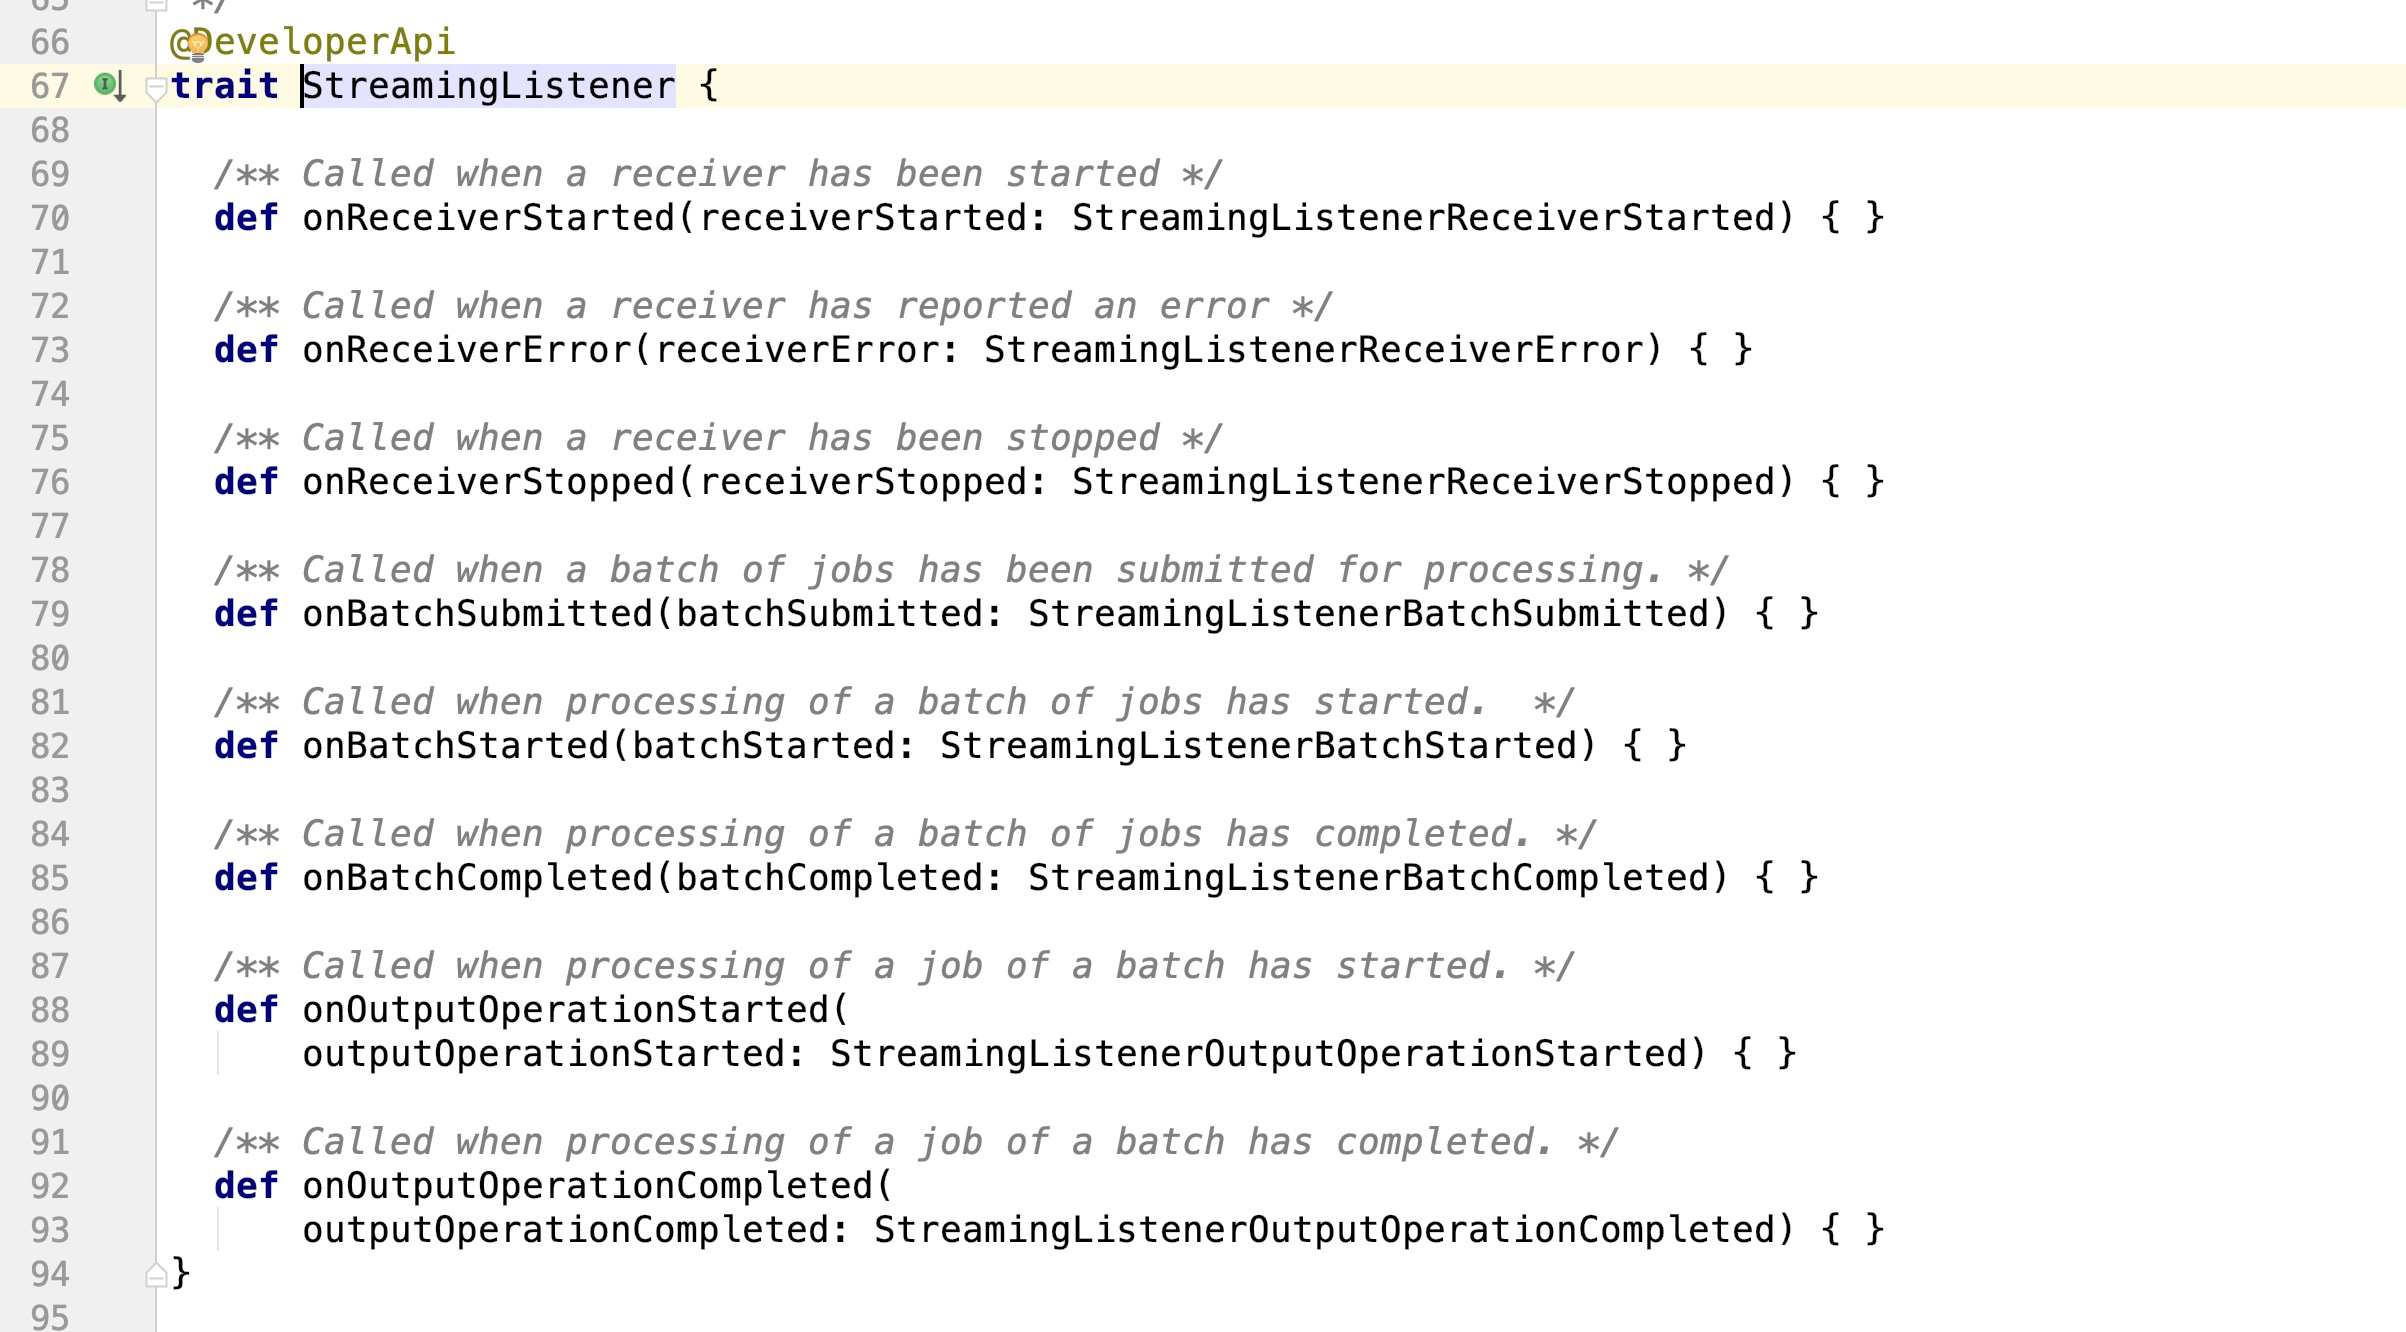 65 */
66 @DeveloperApi
67 trait StreamingListener {
68
69 /** Called when a receiver has been started */
70 def onReceiverStarted(receiverStarted: StreamingListenerReceiverStarted) { }
71
72 /** Called when a receiver has reported an error */
73 def onReceiverError(receiverError: StreamingListenerReceiverError) { }
74
75 /** Called when a receiver has been stopped */
76 def onReceiverStopped(receiverStopped: StreamingListenerReceiverStopped) { }
77
78 /** Called when a batch of jobs has been submitted for processing. */
79 def onBatchSubmitted(batchSubmitted: StreamingListenerBatchSubmitted) { }
80
81 /** Called when processing of a batch of jobs has started.  */
82 def onBatchStarted(batchStarted: StreamingListenerBatchStarted) { }
83
84 /** Called when processing of a batch of jobs has completed. */
85 def onBatchCompleted(batchCompleted: StreamingListenerBatchCompleted) { }
86
87 /** Called when processing of a job of a batch has started. */
88 def onOutputOperationStarted(
89 outputOperationStarted: StreamingListenerOutputOperationStarted) { }
90
91 /** Called when processing of a job of a batch has completed. */
92 def onOutputOperationCompleted(
93 outputOperationCompleted: StreamingListenerOutputOperationCompleted) { }
94 }
95